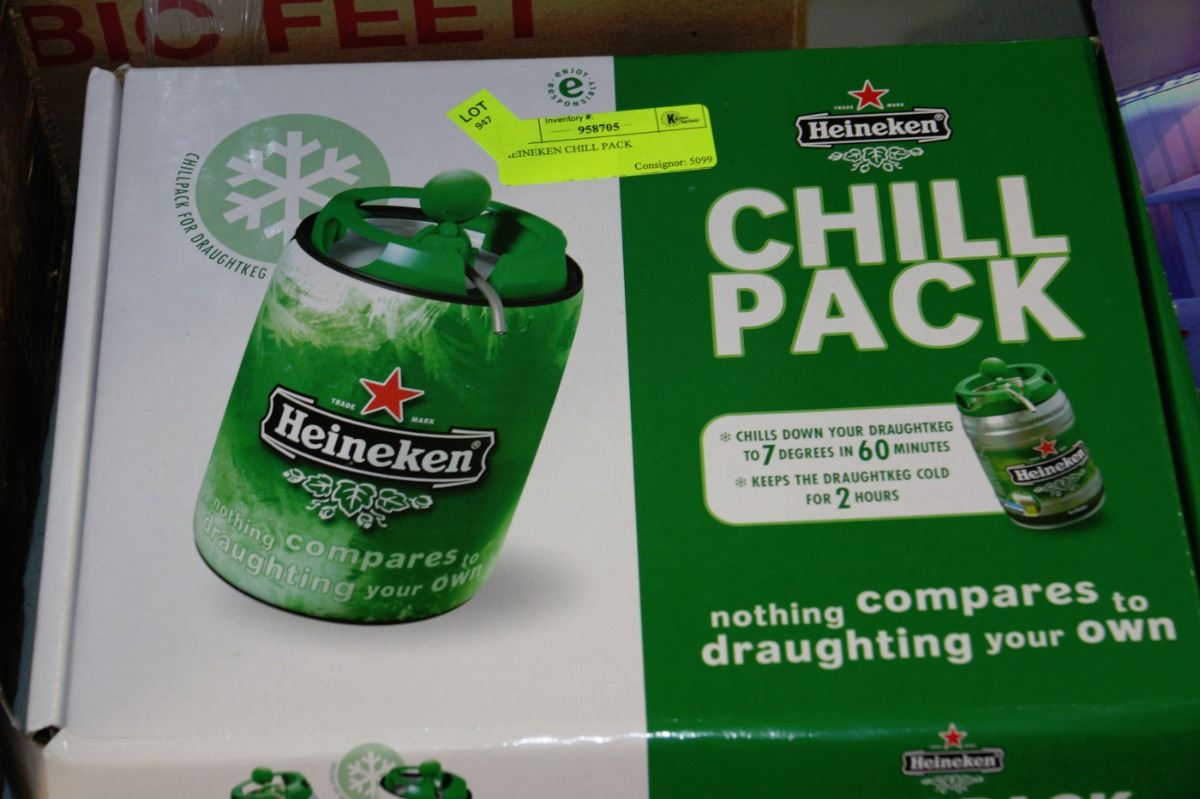 BIG FEET
ENJOY
e
RESPONSIBLY
LOT
947
Inventory #:
958705
HEINEKEN CHILL PACK
Consignor: 5099
CHILLPACK FOR DRAUGHTKEG
TRADE MARK
Heineken®
nothing compares to
draughting your own
TRADE MARK
Heineken®
CHILL
PACK
CHILLS DOWN YOUR DRAUGHTKEG
TO 7 DEGREES IN 60 MINUTES
KEEPS THE DRAUGHTKEG COLD
FOR 2 HOURS
Heineken
nothing compares to
draughting your own
Heineken
PACK